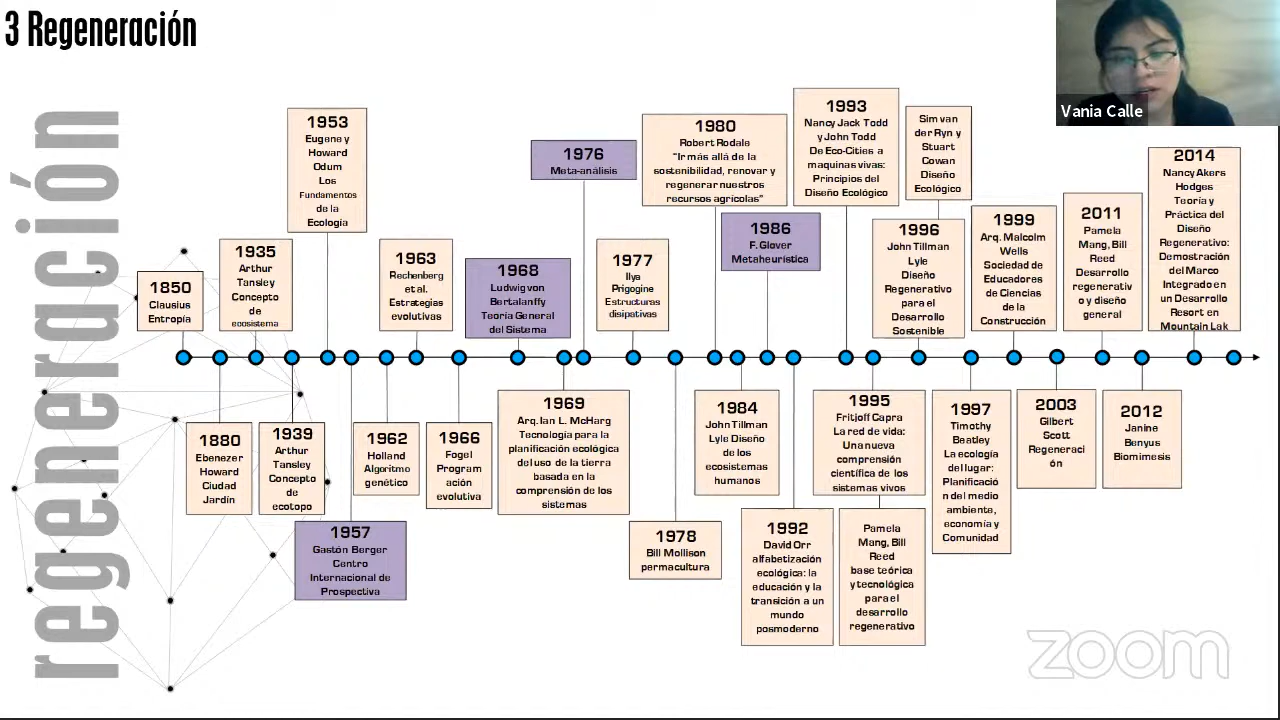 3 Regeneración
regeneración
Vania Calle
1850
Clausius
Entropía
1880
Ebenezer
Howard
Ciudad
Jardín
1935
Arthur
Tansley
Concepto
de
ecosistema
1939
Arthur
Tansley
Concepto
de
ecotopo
1953
Eugene y
Howard
Odum
Los
Fundamentos
de la
Ecología
1957
Gastón Berger
Centro
Internacional de
Prospectiva
1962
Holland
Algoritmo
genético
1963
Rechenberg
et al.
Estrategias
evolutivas
1966
Fogel
Program
ación
evolutiva
1968
Ludwig von
Bertalanffy
Teoría General
del Sistema
1969
Arq. Ian L. McHarg
Tecnología para la
planificación ecológica
del uso de la tierra
basada en la
comprensión de los
sistemas
1976
Meta-análisis
1977
Ilya
Prigogine
Estructuras
disipativas
1978
Bill Mollison
permacultura
1980
Robert Rodale
"Ir más allá de la
sostenibilidad, renovar y
regenerar nuestros
recursos agrícolas"
1984
John Tillman
Lyle Diseño
de los
ecosistemas
humanos
1986
F. Glover
Metaheurística
1992
David Orr
alfabetización
ecológica: la
educación y la
transición a un
mundo
posmoderno
1993
Nancy Jack Todd
y John Todd
De Eco-Cities a
maquinas vivas:
Principios del
Diseño Ecológico
1995
Fritjoff Capra
La red de vida:
Una nueva
comprensión
científica de los
sistemas vivos
Pamela
Mang, Bill
Reed
base teórica
y tecnológica
para el
desarrollo
regenerativo
Sim van
der Ryn y
Stuart
Cowan
Diseño
Ecológico
1996
John Tillman
Lyle
Diseño
Regenerativo
para el
Desarrollo
Sostenible
1997
Timothy
Beatley
La ecología
del lugar:
Planificació
n del medio
ambiente,
economía y
Comunidad
1999
Arq. Malcolm
Wells
Sociedad de
Educadores
de Ciencias
de la
Construcción
2003
Gilbert
Scott
Regeneraci
ón
2011
Pamela
Mang, Bill
Reed
Desarrollo
regenerativ
o y diseño
general
2012
Janine
Benyus
Biomimesis
2014
Nancy Akers
Hodges
Teoría y
Práctica del
Diseño
Regenerativo:
Demostración
del Marco
Integrado en
un Desarrollo
Resort en
Mountain Lak
zoom